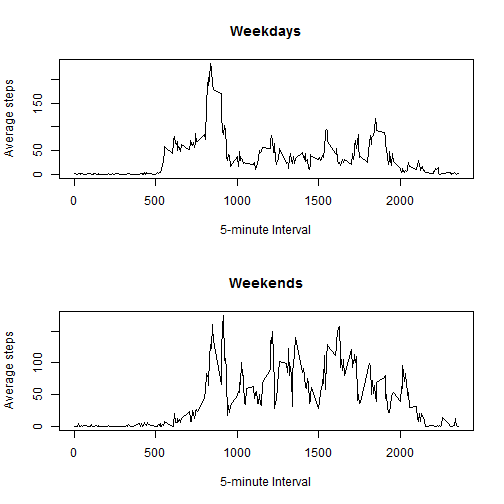 Weekdays
Average steps
150
50
0
0 500 1000 1500 2000
5-minute Interval
Weekends
Average steps
100
50
0
0 500 1000 1500 2000
5-minute Interval